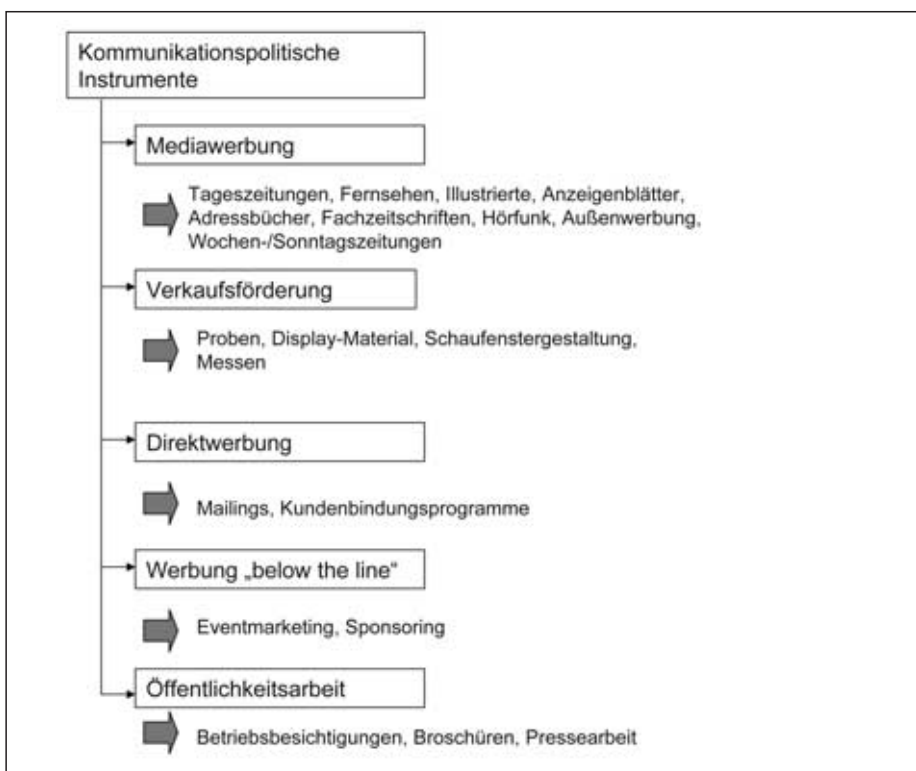 Kommunikationspolitische
Instrumente
Mediawerbung
Tageszeitungen, Fernsehen, Illustrierte, Anzeigenblätter,
Adressbücher, Fachzeitschriften, Hörfunk, Außenwerbung,
Wochen-/Sonntagszeitungen
Verkaufsförderung
Proben, Display-Material, Schaufenstergestaltung,
Messen
Direktwerbung
Mailings, Kundenbindungsprogramme
Werbung „below the line“
Eventmarketing, Sponsoring
Öffentlichkeitsarbeit
Betriebsbesichtigungen, Broschüren, Pressearbeit